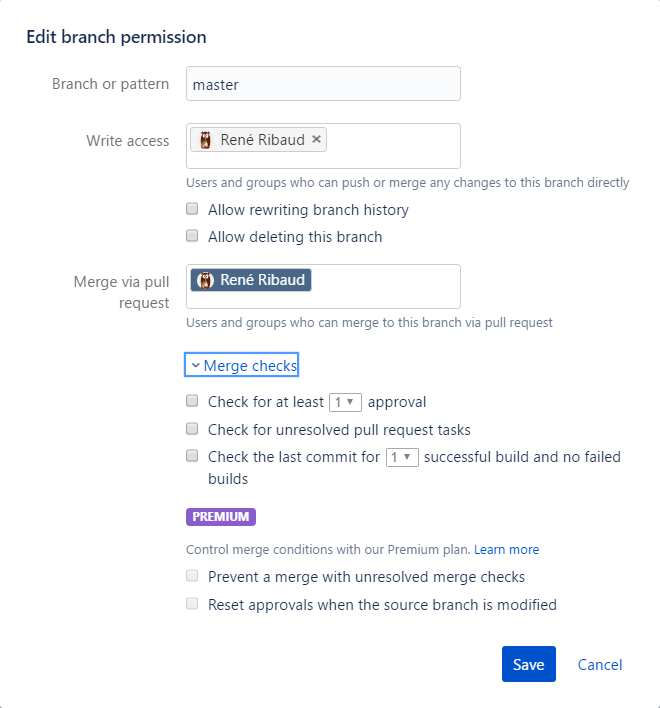 Edit branch permission
Branch or pattern
master
Write access
René Ribaud ×
Users and groups who can push or merge any changes to this branch directly
Allow rewriting branch history
Allow deleting this branch
Merge via pull
request
René Ribaud
Users and groups who can merge to this branch via pull request
Merge checks
Check for at least 1 approval
Check for unresolved pull request tasks
Check the last commit for 1 successful build and no failed
builds
PREMIUM
Control merge conditions with our Premium plan. Learn more
Prevent a merge with unresolved merge checks
Reset approvals when the source branch is modified
Save Cancel